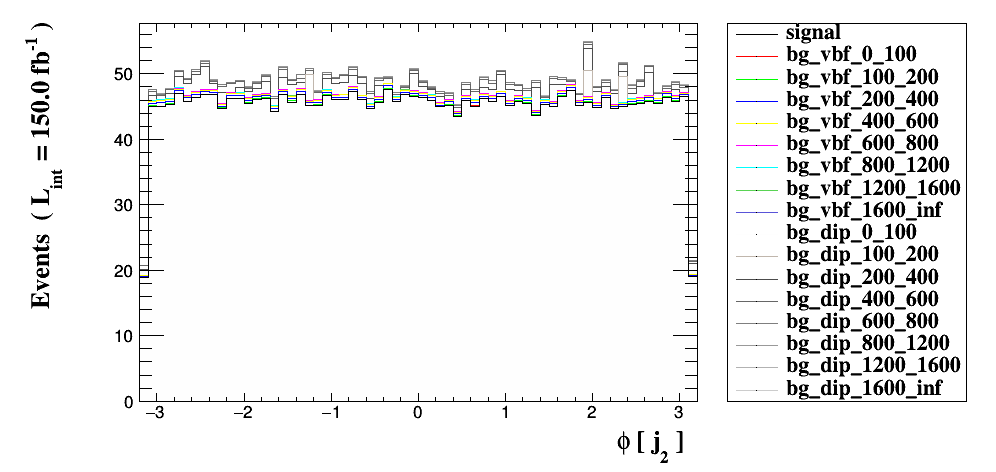 Events ( L_int = 150.0 fb^-1 )
50
40
30
20
10
0
−3 −2 −1 0 1 2 3
ϕ [ j_2 ]
signal
bg_vbf_0_100
bg_vbf_100_200
bg_vbf_200_400
bg_vbf_400_600
bg_vbf_600_800
bg_vbf_800_1200
bg_vbf_1200_1600
bg_vbf_1600_inf
bg_dip_0_100
bg_dip_100_200
bg_dip_200_400
bg_dip_400_600
bg_dip_600_800
bg_dip_800_1200
bg_dip_1200_1600
bg_dip_1600_inf